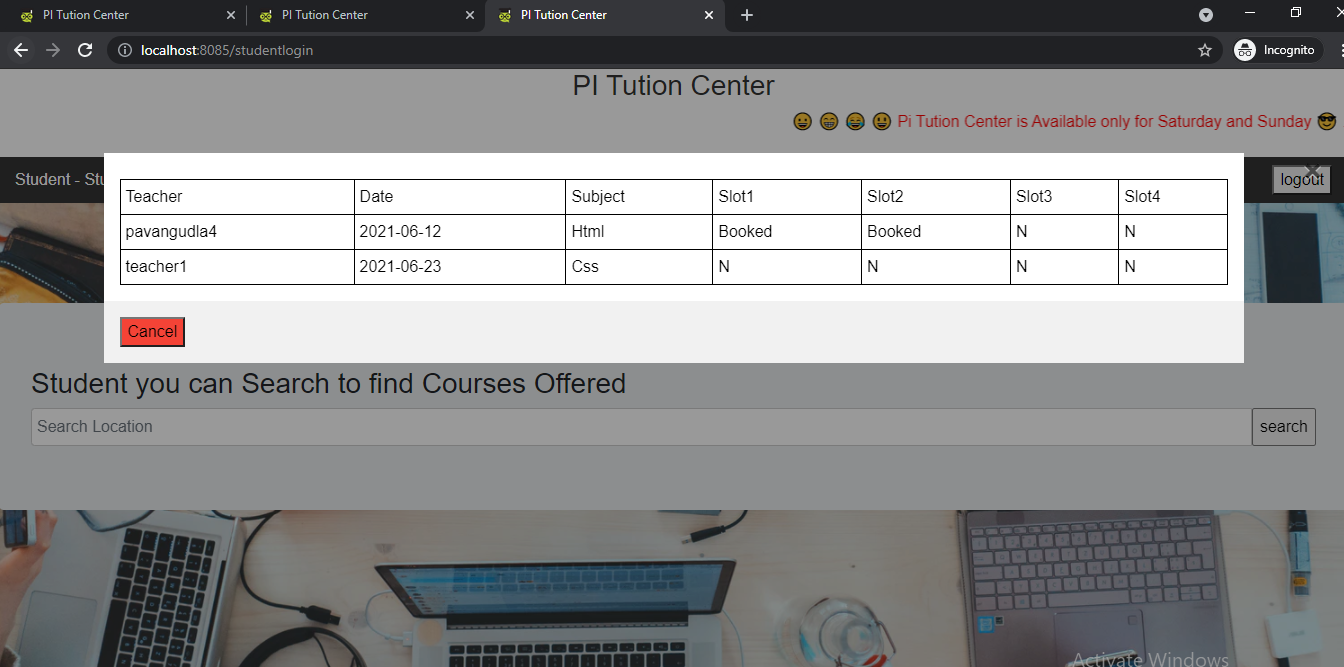 PI Tution Center
PI Tution Center
PI Tution Center
localhost:8085/studentlogin
Incognito
PI Tution Center
😀 😁 😂 😃 Pi Tution Center is Available only for Saturday and Sunday 😎
Student - Stu
logout
Teacher Date Subject Slot1 Slot2 Slot3 Slot4
pavangudla4 2021-06-12 Html Booked Booked N N
teacher1 2021-06-23 Css N N N N
Cancel
Student you can Search to find Courses Offered
Search Location
search
Activate Windows